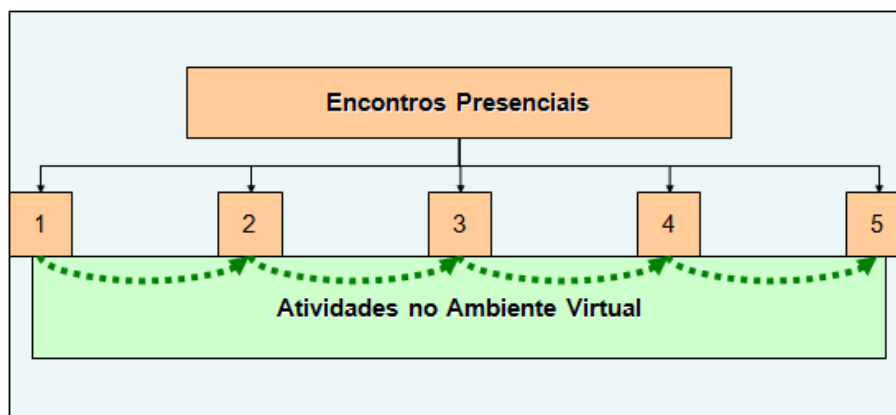 Encontros Presenciais
1 2 3 4 5
Atividades no Ambiente Virtual